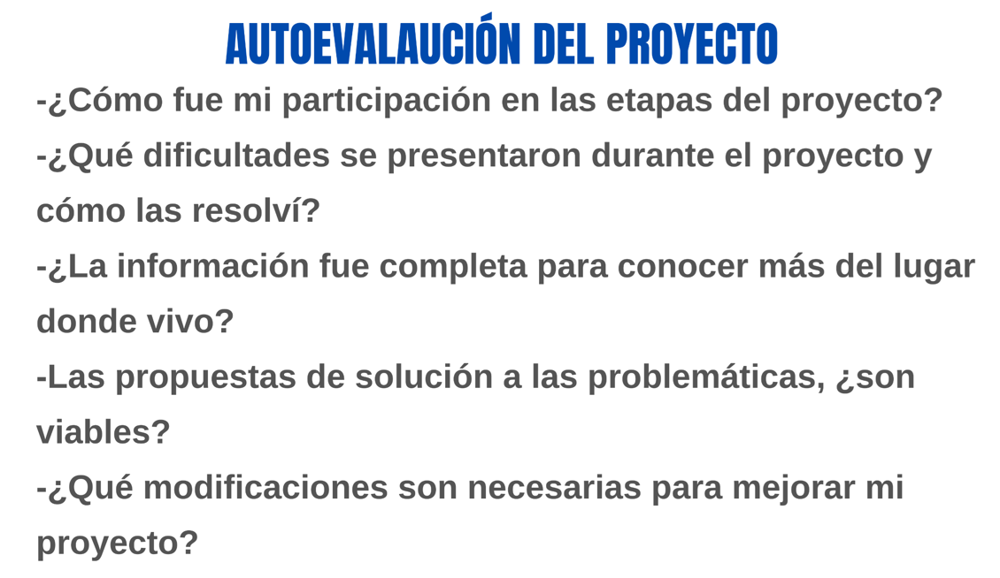 AUTOEVALAUCIÓN DEL PROYECTO
-¿Cómo fue mi participación en las etapas del proyecto?
-¿Qué dificultades se presentaron durante el proyecto y
cómo las resolví?
-¿La información fue completa para conocer más del lugar
donde vivo?
-Las propuestas de solución a las problemáticas, ¿son
viables?
-¿Qué modificaciones son necesarias para mejorar mi
proyecto?